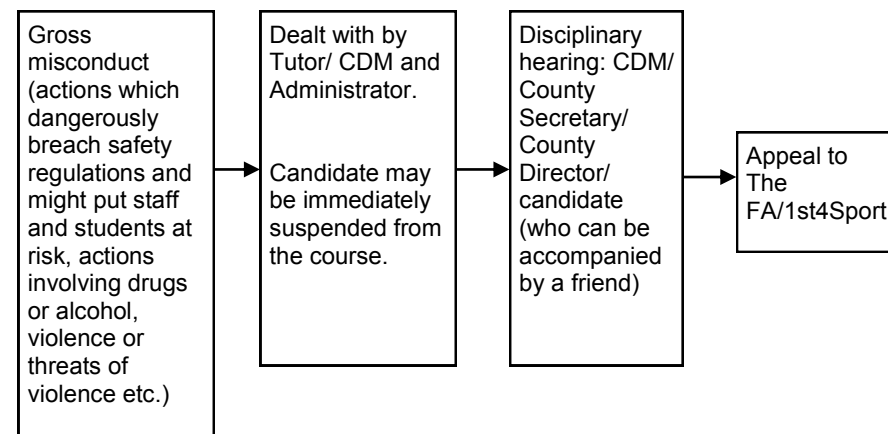 Gross
misconduct
(actions which
dangerously
breach safety
regulations and
might put staff
and students at
risk, actions
involving drugs
or alcohol,
violence or
threats of
violence etc.)
Dealt with by
Tutor/ CDM and
Administrator.
Candidate may
be immediately
suspended from
the course.
Disciplinary
hearing: CDM/
County
Secretary/
County
Director/
candidate
(who can be
accompanied
by a friend)
Appeal to
The
FA/1st4Sport